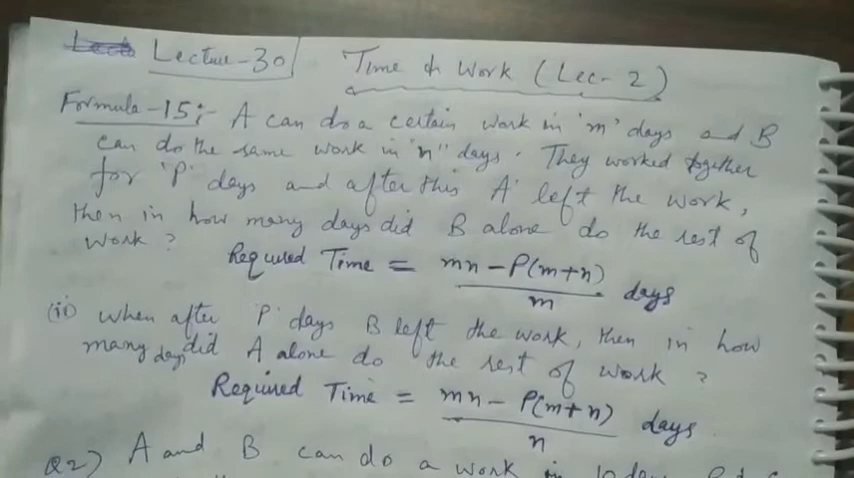 Lecture-30 Time & Work (Lec-2)
Formula-15:- A can do a certain work in 'm' days and B
can do the same work in 'n' days. They worked together
for 'P' days and after this 'A' left the work,
then in how many days did B alone do the rest of
work?
Required Time = mn-P(m+n) / m days
(ii) When after 'P' days B left the work, then in how
many days did A alone do the rest of work?
Required Time = mn-P(m+n) / n days
Q2) A and B can do a work in 10 days